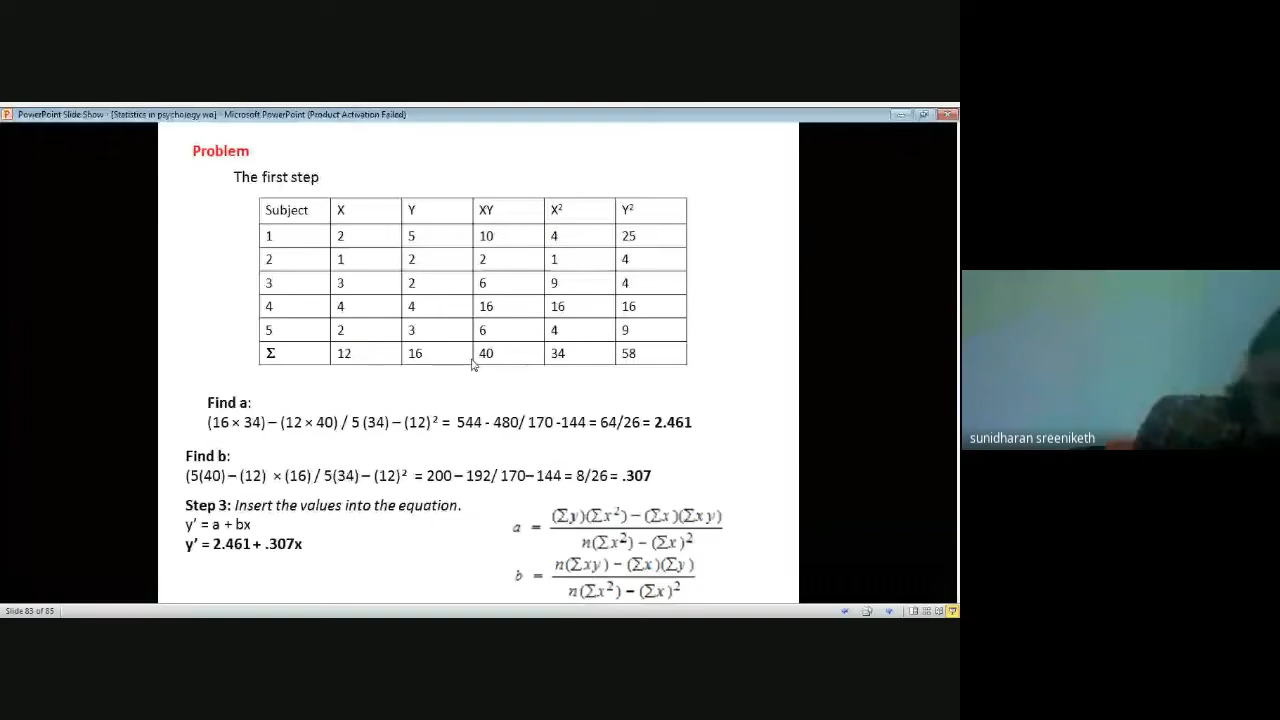 PowerPoint Slide Show - [Statistics in psychology wa] - Microsoft PowerPoint (Product Activation Failed)
Problem
The first step
Subject X Y XY X² Y²
1 2 5 10 4 25
2 1 2 2 1 4
3 3 2 6 9 4
4 4 4 16 16 16
5 2 3 6 4 9
Σ 12 16 40 34 58
Find a:
(16 × 34) – (12 × 40) / 5 (34) – (12)² = 544 - 480/ 170 -144 = 64/26 = 2.461
Find b:
(5(40) – (12) × (16) / 5(34) – (12)² = 200 – 192/ 170– 144 = 8/26 = .307
Step 3: Insert the values into the equation.
y’ = a + bx
y’ = 2.461 + .307x
a = (Σy)(Σx²) – (Σx)(Σxy) / n(Σx²) – (Σx)²
b = n(Σxy) – (Σx)(Σy) / n(Σx²) – (Σx)²
Slide 83 of 85
sunidharan sreeniketh